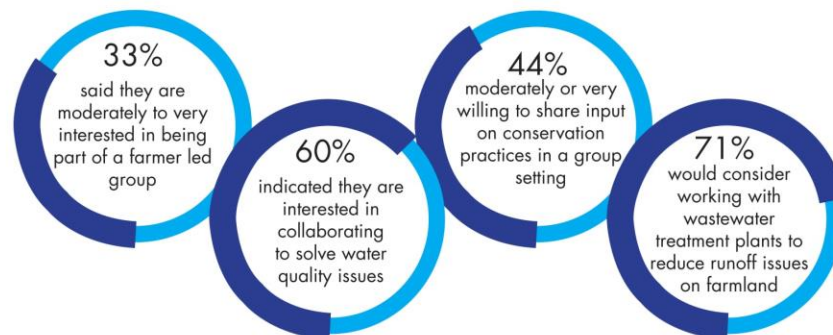 33%
said they are
moderately to very
interested in being
part of a farmer led
group
60%
indicated they are
interested in
collaborating
to solve water
quality issues
44%
moderately or very
willing to share input
on conservation
practices in a group
setting
71%
would consider
working with
wastewater
treatment plants to
reduce runoff issues
on farmland